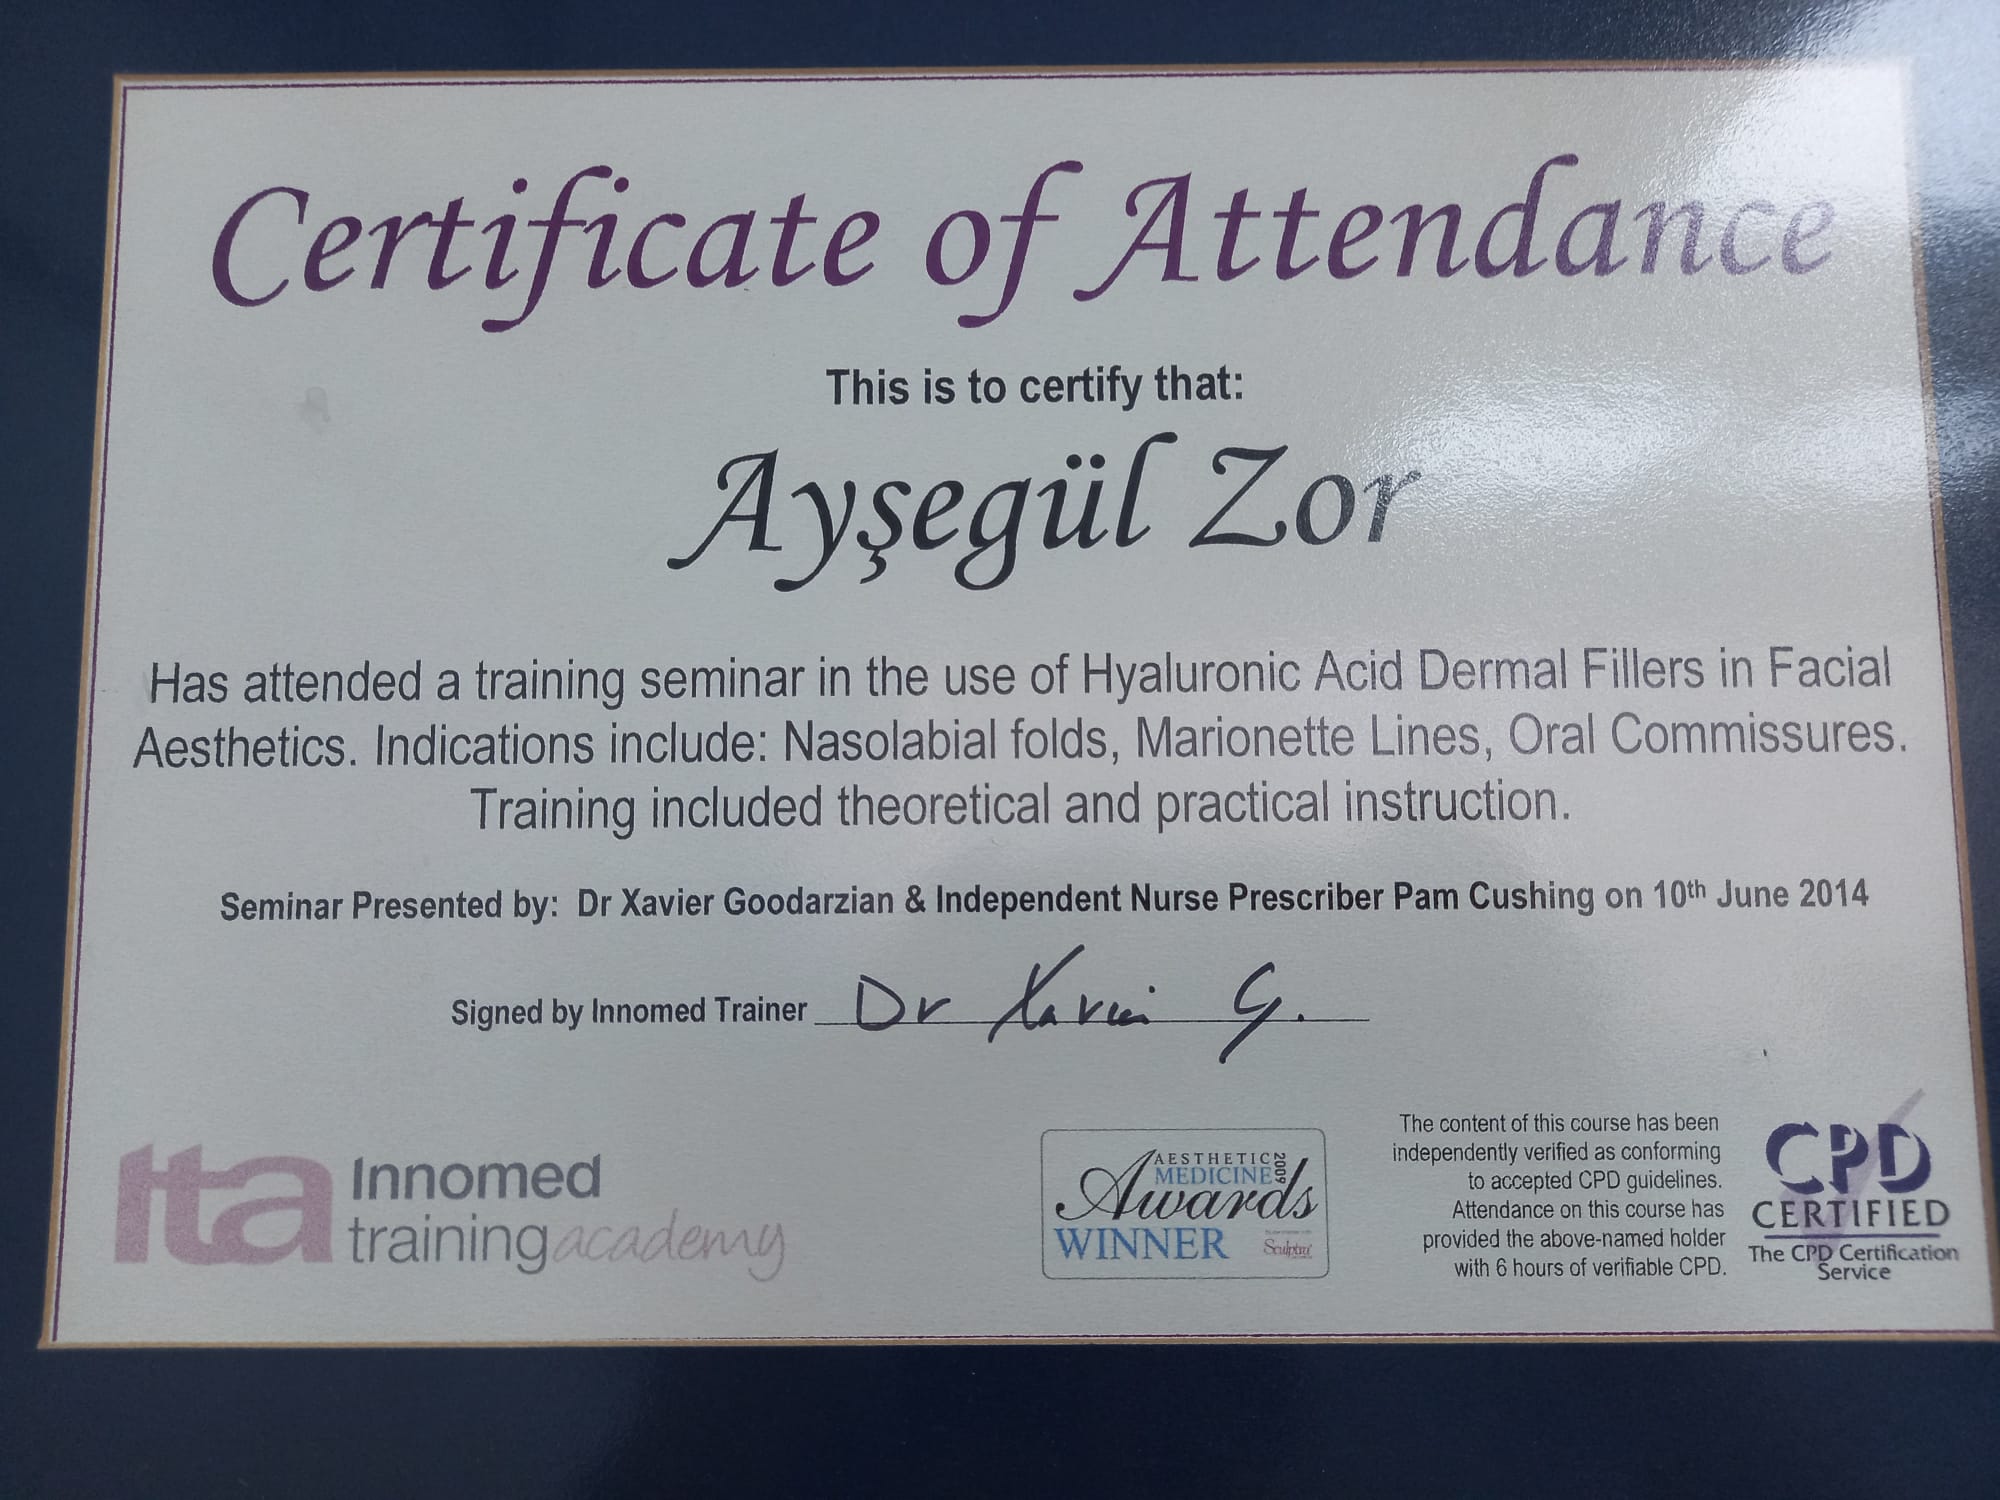 Certificate of Attendance
This is to certify that:
Ayşegül Zor
Has attended a training seminar in the use of Hyaluronic Acid Dermal Fillers in Facial
Aesthetics. Indications include: Nasolabial folds, Marionette Lines, Oral Commissures.
Training included theoretical and practical instruction.
Seminar Presented by: Dr Xavier Goodarzian & Independent Nurse Prescriber Pam Cushing on 10th June 2014
Signed by Innomed Trainer Dr Xavier G.
ita Innomed
training academy
AESTHETIC
MEDICINE 2009
Awards
WINNER
Sculptra
The content of this course has been
independently verified as conforming
to accepted CPD guidelines.
Attendance on this course has
provided the above-named holder
with 6 hours of verifiable CPD.
CPD
CERTIFIED
The CPD Certification
Service